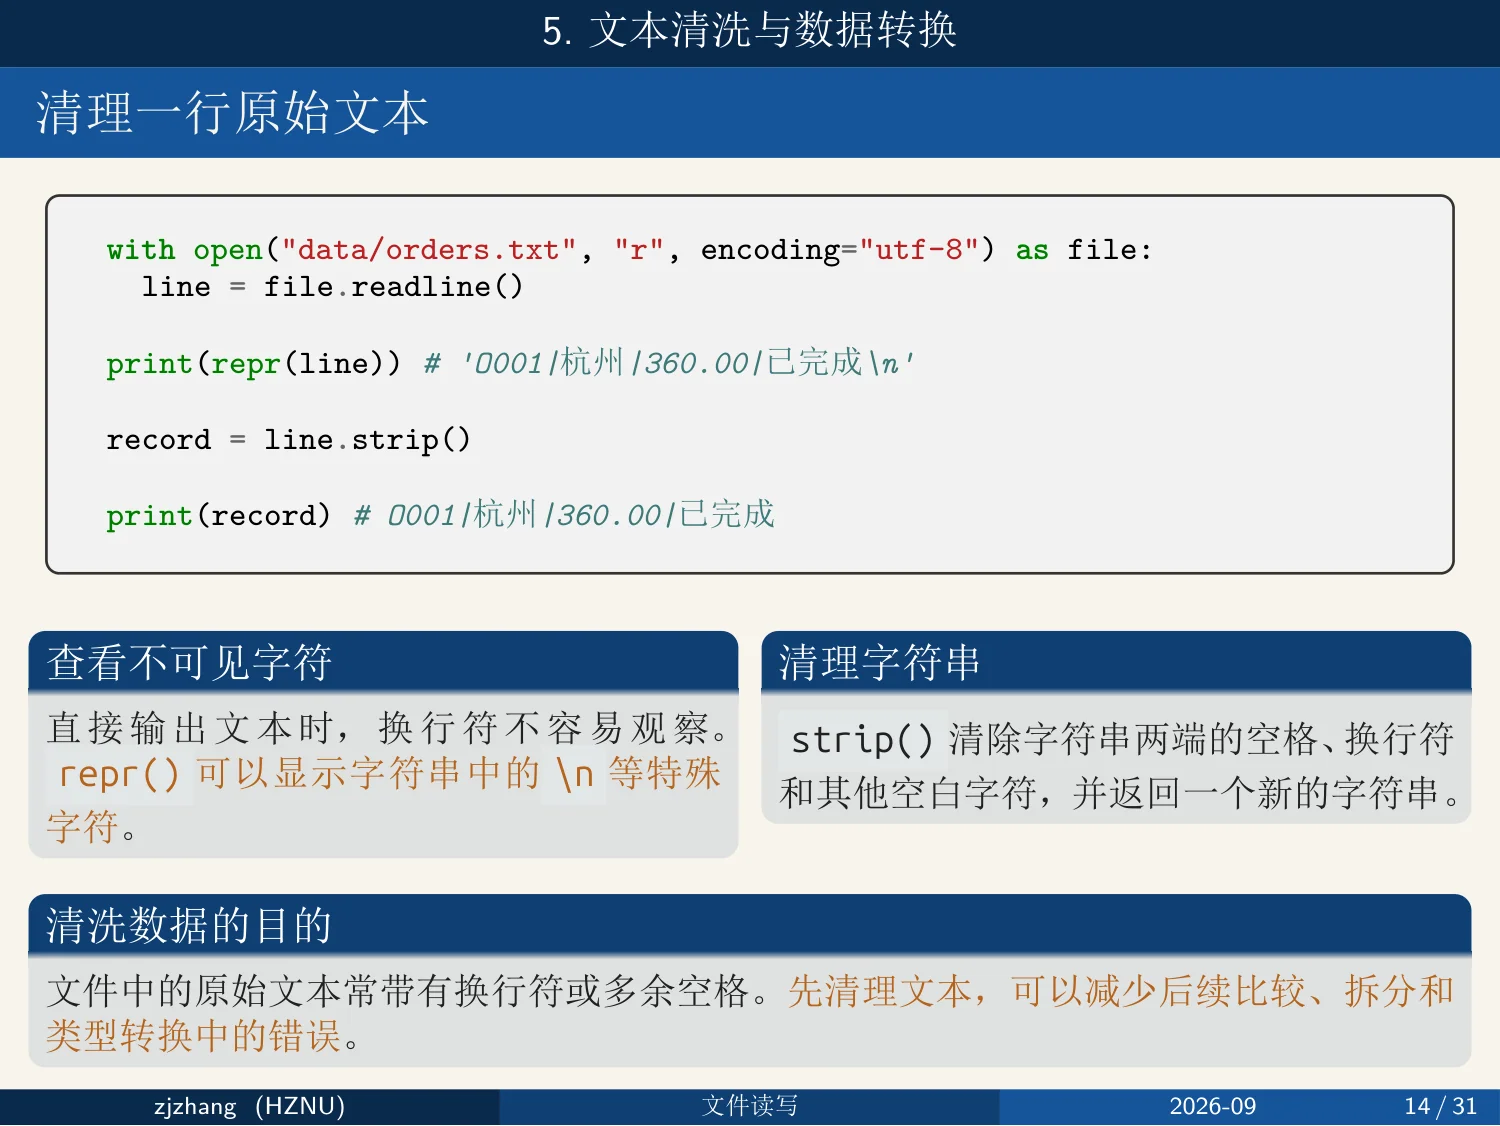 5. 文本清洗与数据转换
清理一行原始文本
with open("data/orders.txt", "r", encoding="utf-8") as file:
  line = file.readline()
print(repr(line)) # 'O001|杭州|360.00|已完成\n'
record = line.strip()
print(record) # O001|杭州|360.00|已完成
查看不可见字符
直接输出文本时，换行符不容易观察。
repr() 可以显示字符串中的 \n 等特殊
字符。
清理字符串
strip() 清除字符串两端的空格、换行符
和其他空白字符，并返回一个新的字符串。
清洗数据的目的
文件中的原始文本常带有换行符或多余空格。先清理文本，可以减少后续比较、拆分和
类型转换中的错误。
zjzhang (HZNU)
文件读写
2026-09
14 / 31